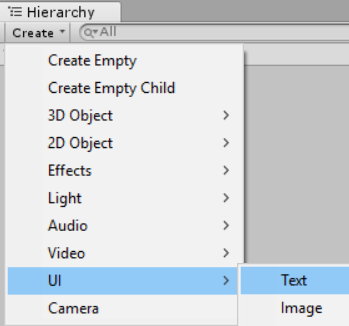 Hierarchy
Create All
Create Empty
Create Empty Child
3D Object
2D Object
Effects
Light
Audio
Video
UI Text
Camera Image